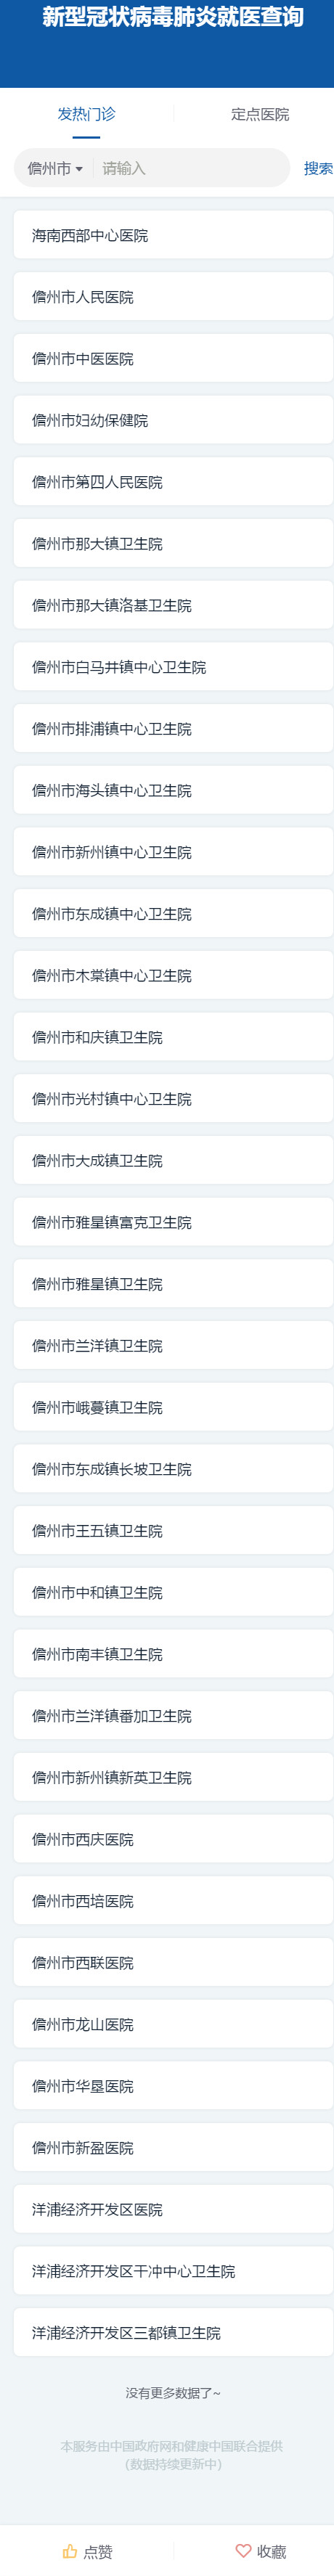 新型冠状病毒肺炎就医查询
发热门诊 定点医院
儋州市 请输入 搜索
海南西部中心医院
儋州市人民医院
儋州市中医医院
儋州市妇幼保健院
儋州市第四人民医院
儋州市那大镇卫生院
儋州市那大镇洛基卫生院
儋州市白马井镇中心卫生院
儋州市排浦镇中心卫生院
儋州市海头镇中心卫生院
儋州市新州镇中心卫生院
儋州市东成镇中心卫生院
儋州市木棠镇中心卫生院
儋州市和庆镇卫生院
儋州市光村镇中心卫生院
儋州市大成镇卫生院
儋州市雅星镇富克卫生院
儋州市雅星镇卫生院
儋州市兰洋镇卫生院
儋州市峨蔓镇卫生院
儋州市东成镇长坡卫生院
儋州市王五镇卫生院
儋州市中和镇卫生院
儋州市南丰镇卫生院
儋州市兰洋镇番加卫生院
儋州市新州镇新英卫生院
儋州市西庆医院
儋州市西培医院
儋州市西联医院
儋州市龙山医院
儋州市华垦医院
儋州市新盈医院
洋浦经济开发区医院
洋浦经济开发区干冲中心卫生院
洋浦经济开发区三都镇卫生院
没有更多数据了~
本服务由中国政府网和健康中国联合提供
(数据持续更新中)
点赞 收藏